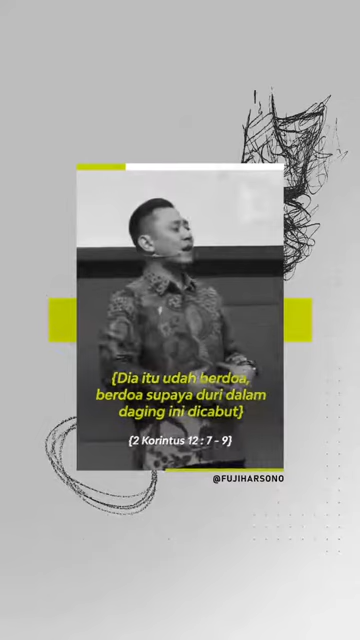 {Dia itu udah berdoa,
berdoa supaya duri dalam
daging ini dicabut}
{2 Korintus 12 : 7 - 9}
@FUJIHARSONO